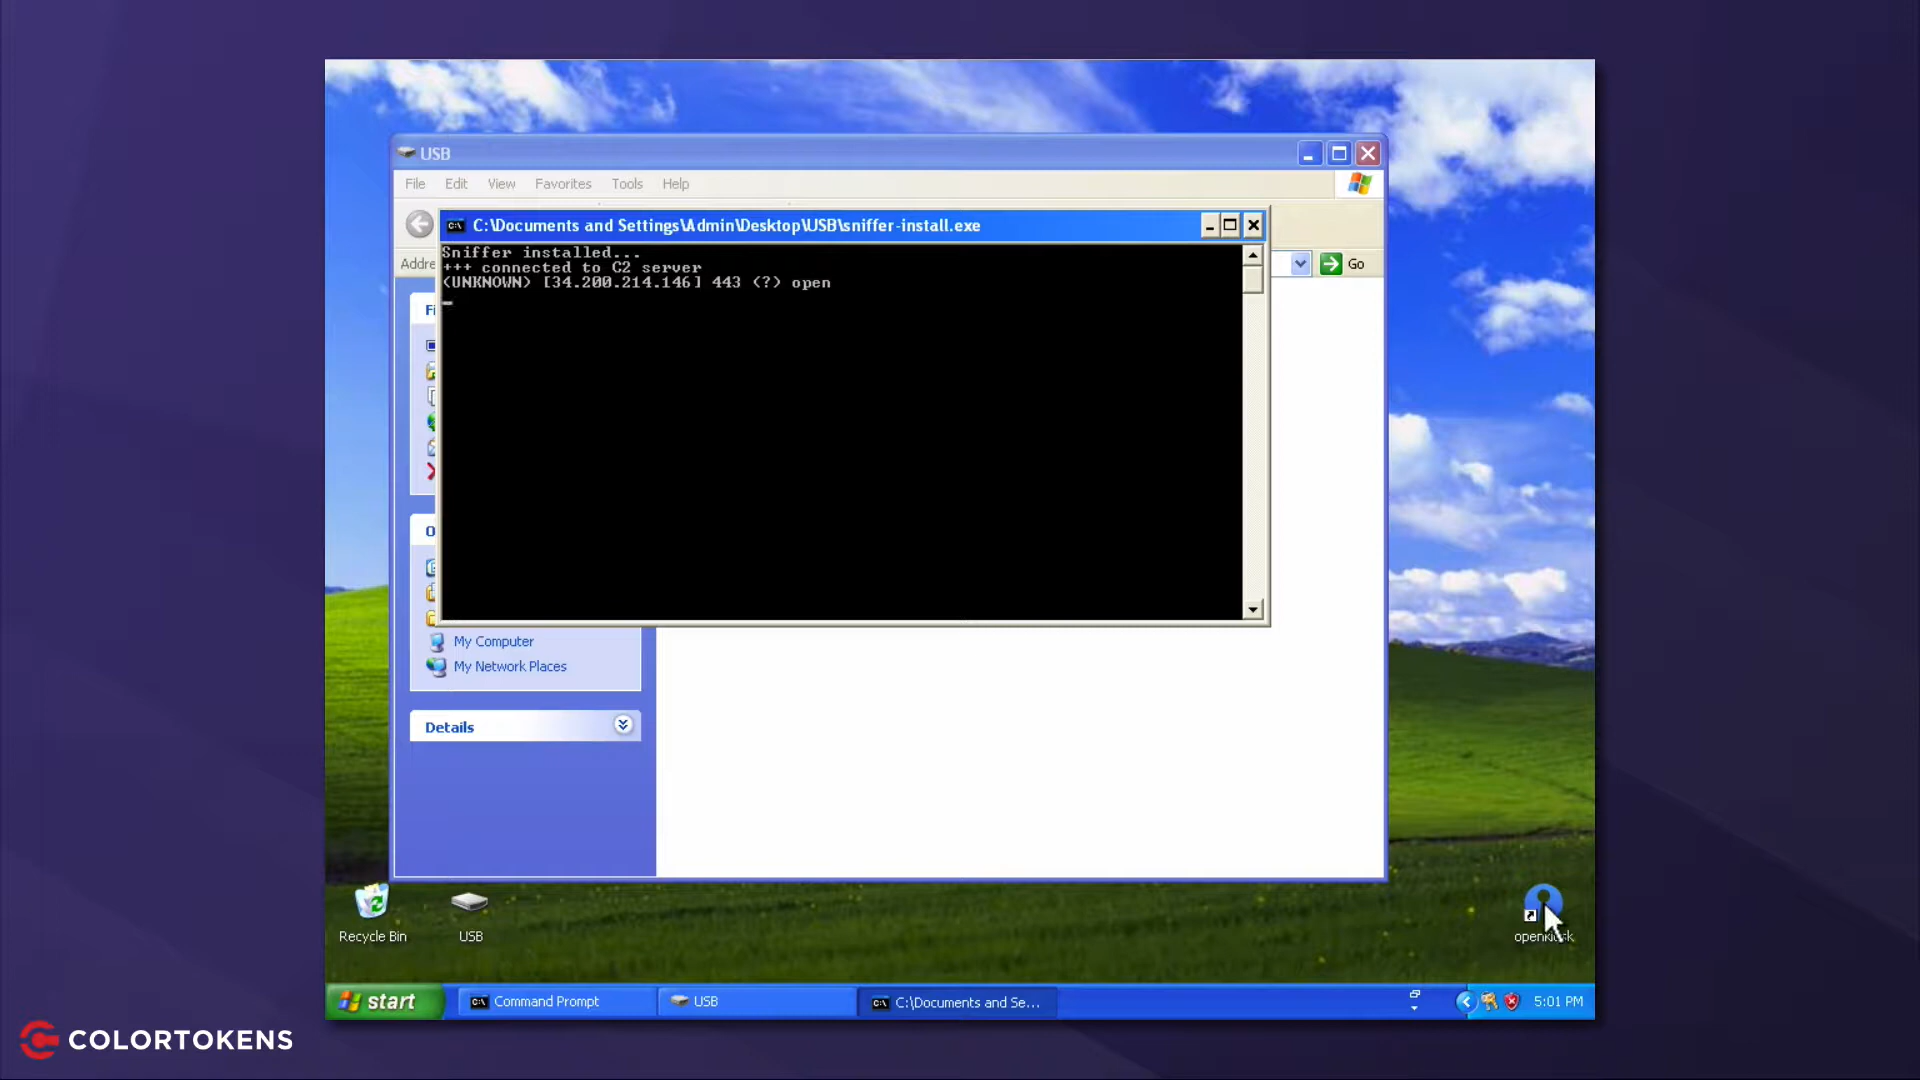 USB
File Edit View Favorites Tools Help
C:\Documents and Settings\Admin\Desktop\USB\sniffer-install.exe
Addre
Go
Sniffer installed...
+++ connected to C2 server
(UNKNOWN) [34.200.214.146] 443 (?) open
My Computer
My Network Places
Details
Recycle Bin
USB
openkiosk
start
Command Prompt
USB
C:\Documents and Se...
5:01 PM
COLORTOKENS